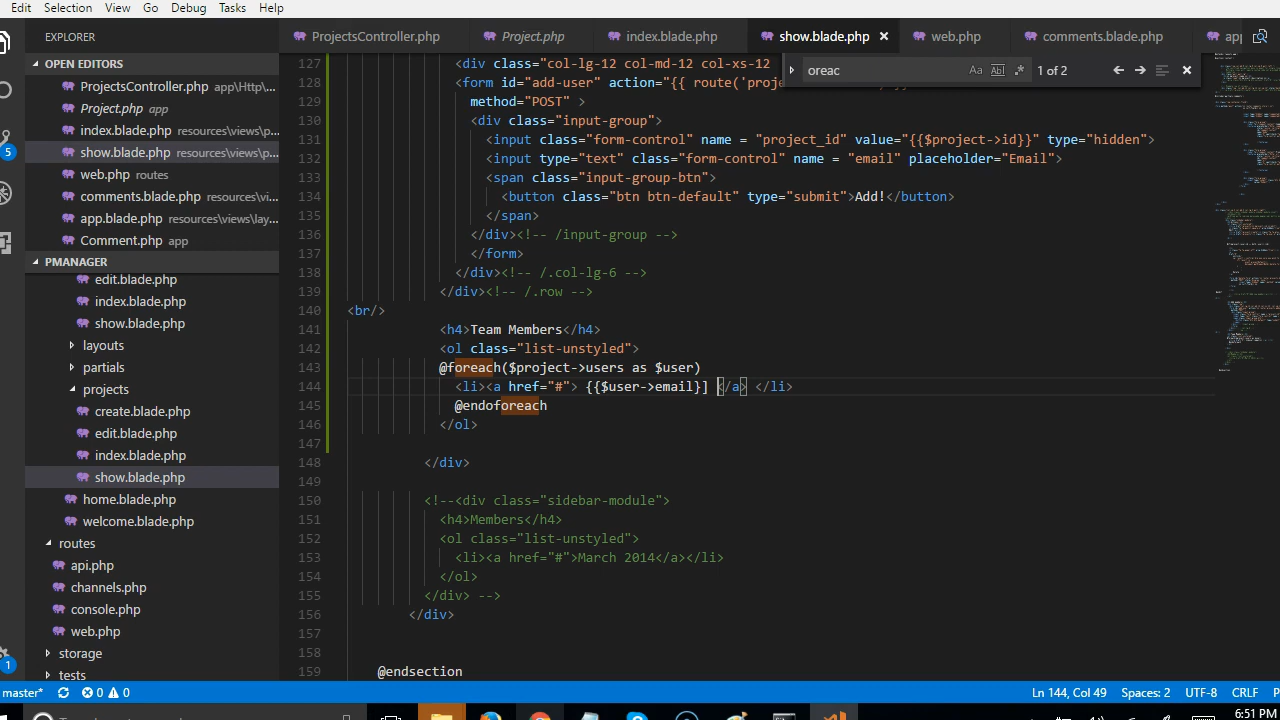 Edit Selection View Go Debug Tasks Help
EXPLORER
ProjectsController.php
Project.php
index.blade.php
show.blade.php
web.php
comments.blade.php
app
OPEN EDITORS
ProjectsController.php app\Http\...
Project.php app
index.blade.php resources\views\p...
show.blade.php resources\views\p...
web.php routes
comments.blade.php resources\vi...
app.blade.php resources\views\lay...
Comment.php app
PMANAGER
edit.blade.php
index.blade.php
show.blade.php
layouts
partials
projects
create.blade.php
edit.blade.php
index.blade.php
show.blade.php
home.blade.php
welcome.blade.php
routes
api.php
channels.php
console.php
web.php
storage
tests
oreac Aa Ab| .* 1 of 2
127 <div class="col-lg-12 col-md-12 col-xs-12
128 <form id="add-user" action="{{ route('proje
129 method="POST" >
130 <div class="input-group">
131 <input class="form-control" name = "project_id" value="{{$project->id}}" type="hidden">
132 <input type="text" class="form-control" name = "email" placeholder="Email">
133 <span class="input-group-btn">
134 <button class="btn btn-default" type="submit">Add!</button>
135 </span>
136 </div><!-- /input-group -->
137 </form>
138 </div><!-- /.col-lg-6 -->
139 </div><!-- /.row -->
140 <br/>
141 <h4>Team Members</h4>
142 <ol class="list-unstyled">
143 @foreach($project->users as $user)
144 <li><a href="#"> {{$user->email}] </a> </li>
145 @endoforeach
146 </ol>
147
148 </div>
149
150 <!--<div class="sidebar-module">
151 <h4>Members</h4>
152 <ol class="list-unstyled">
153 <li><a href="#">March 2014</a></li>
154 </ol>
155 </div> -->
156 </div>
157
158
159 @endsection
5
1
master* 0 0
Ln 144, Col 49 Spaces: 2 UTF-8 CRLF P
6:51 PM